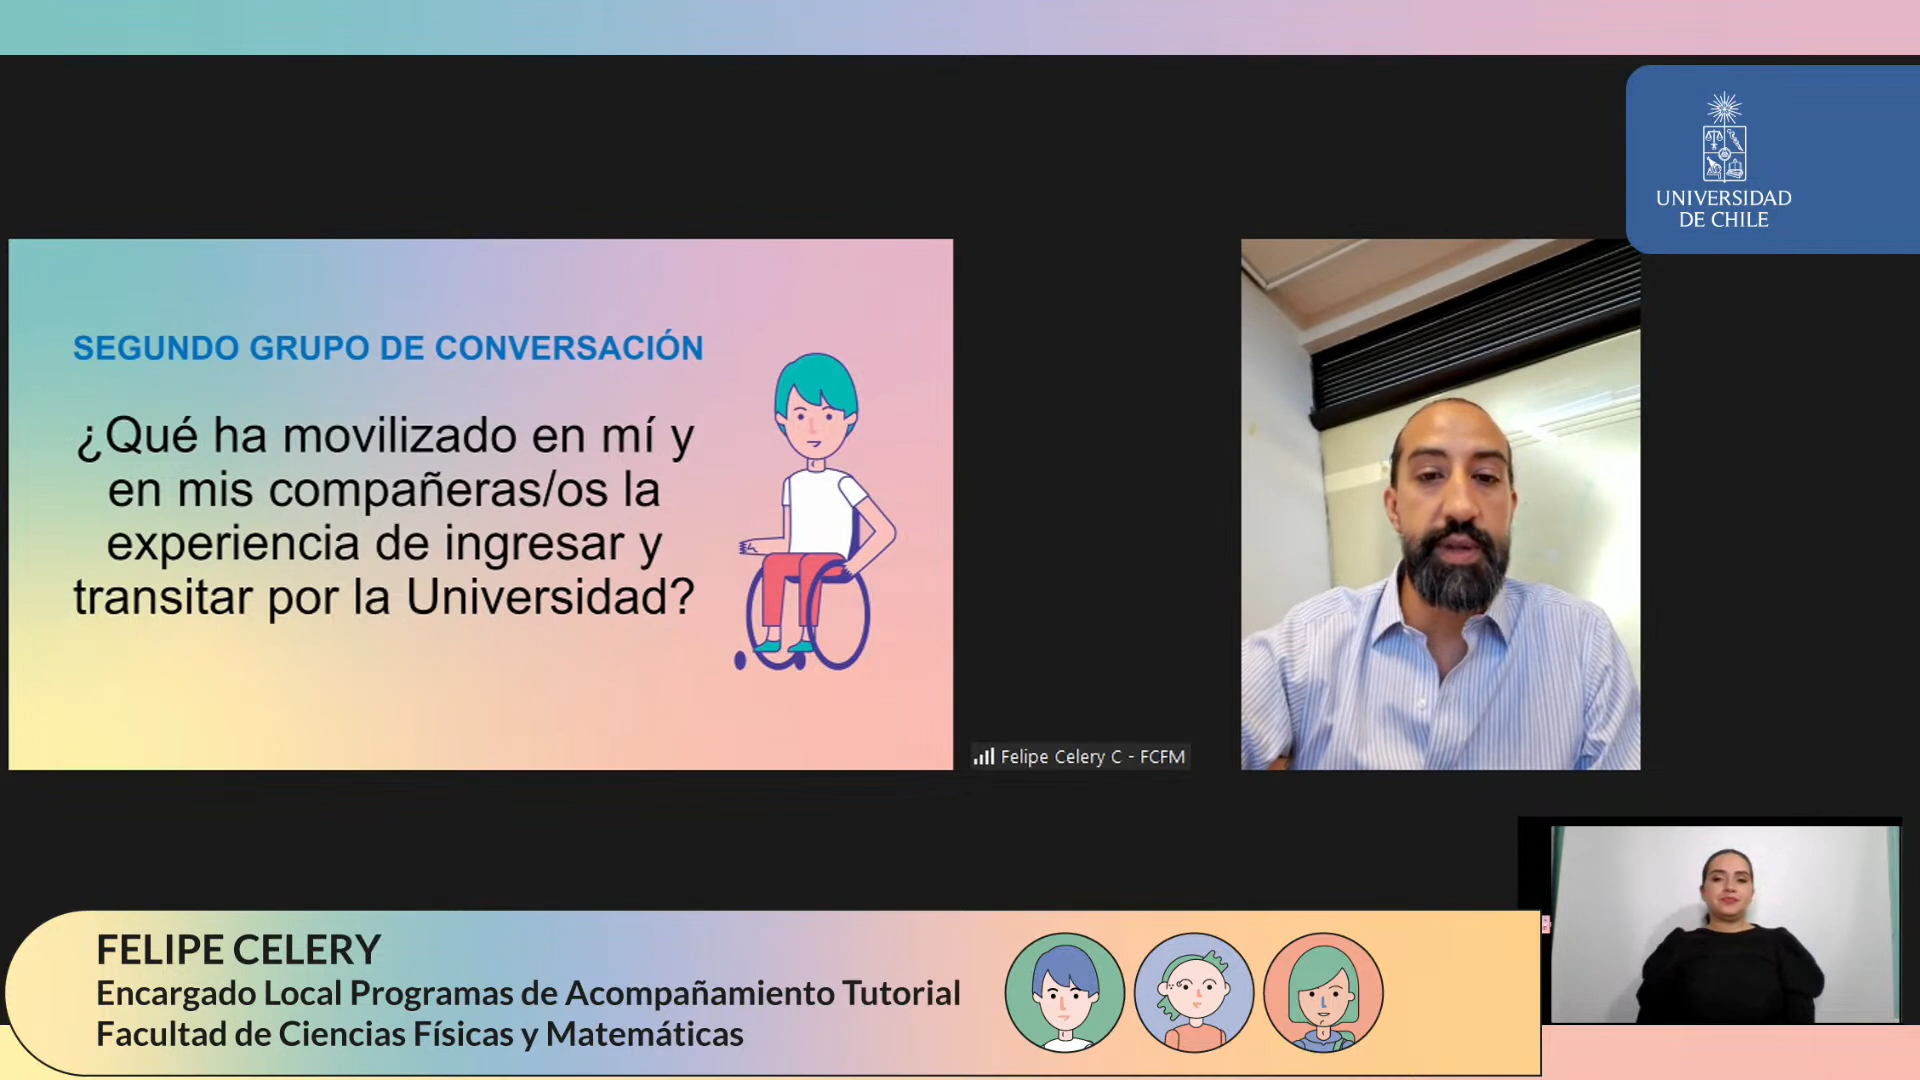 UNIVERSIDAD
DE CHILE
SEGUNDO GRUPO DE CONVERSACIÓN
¿Qué ha movilizado en mí y
en mis compañeras/os la
experiencia de ingresar y
transitar por la Universidad?
Felipe Celery C - FCFM
FELIPE CELERY
Encargado Local Programas de Acompañamiento Tutorial
Facultad de Ciencias Físicas y Matemáticas